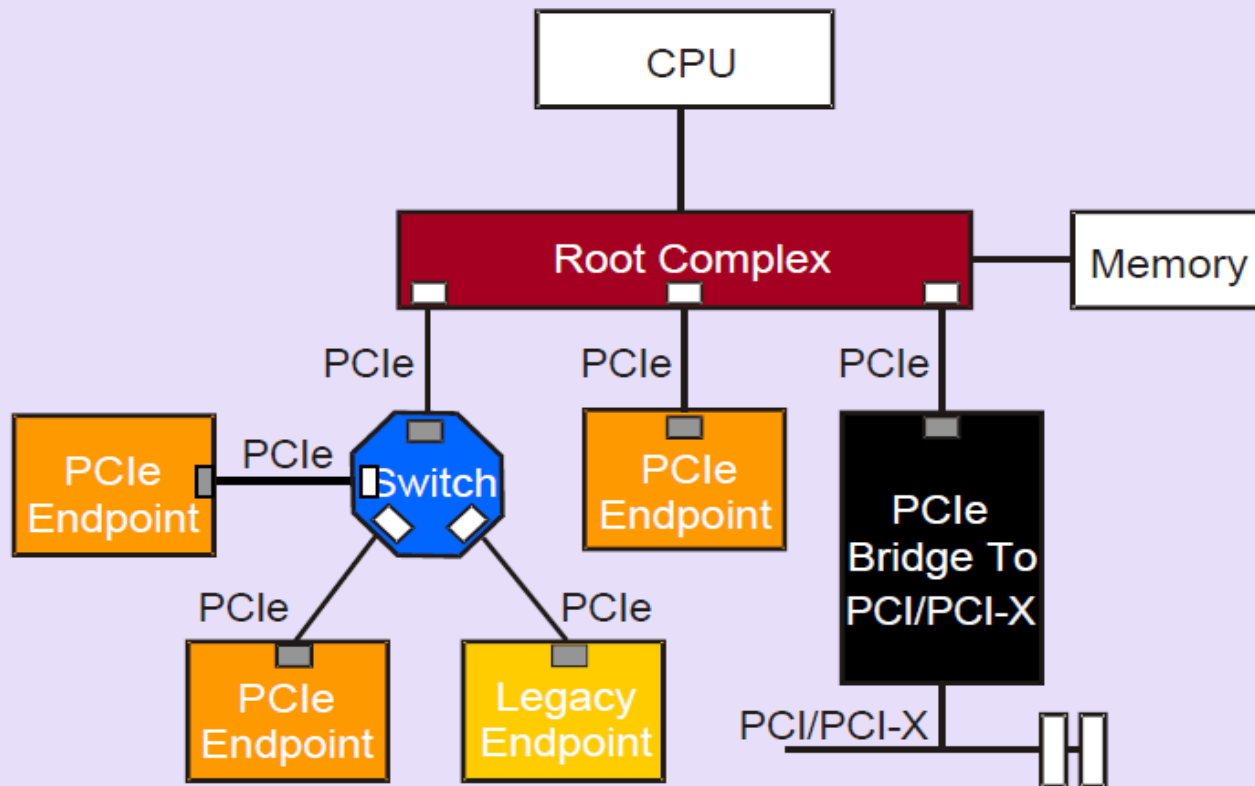 CPU
Root Complex
Memory
PCIe
PCIe
PCIe
PCIe
Endpoint
PCIe
Switch
PCIe
Endpoint
PCIe
Bridge To
PCI/PCI-X
PCIe
PCIe
PCIe
Endpoint
Legacy
Endpoint
PCI/PCI-X